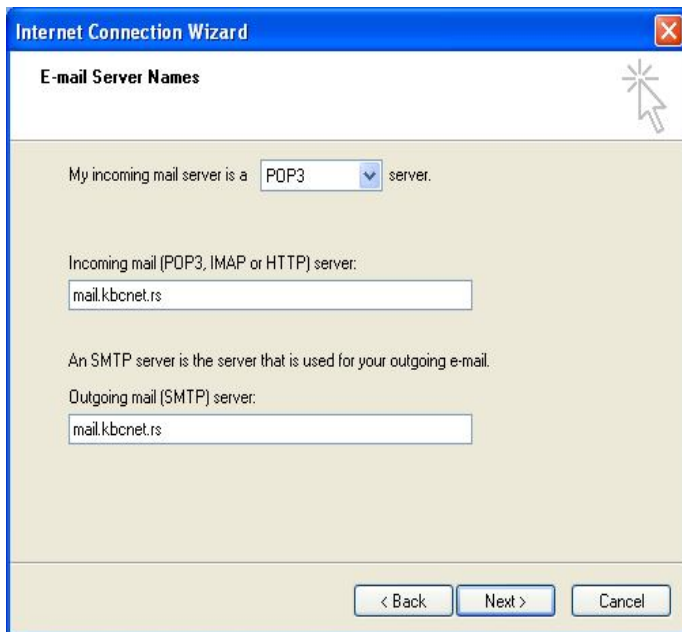 Internet Connection Wizard
E-mail Server Names
My incoming mail server is a POP3 server.
Incoming mail (POP3, IMAP or HTTP) server:
mail.kbcnet.rs
An SMTP server is the server that is used for your outgoing e-mail.
Outgoing mail (SMTP) server:
mail.kbcnet.rs
< Back Next > Cancel